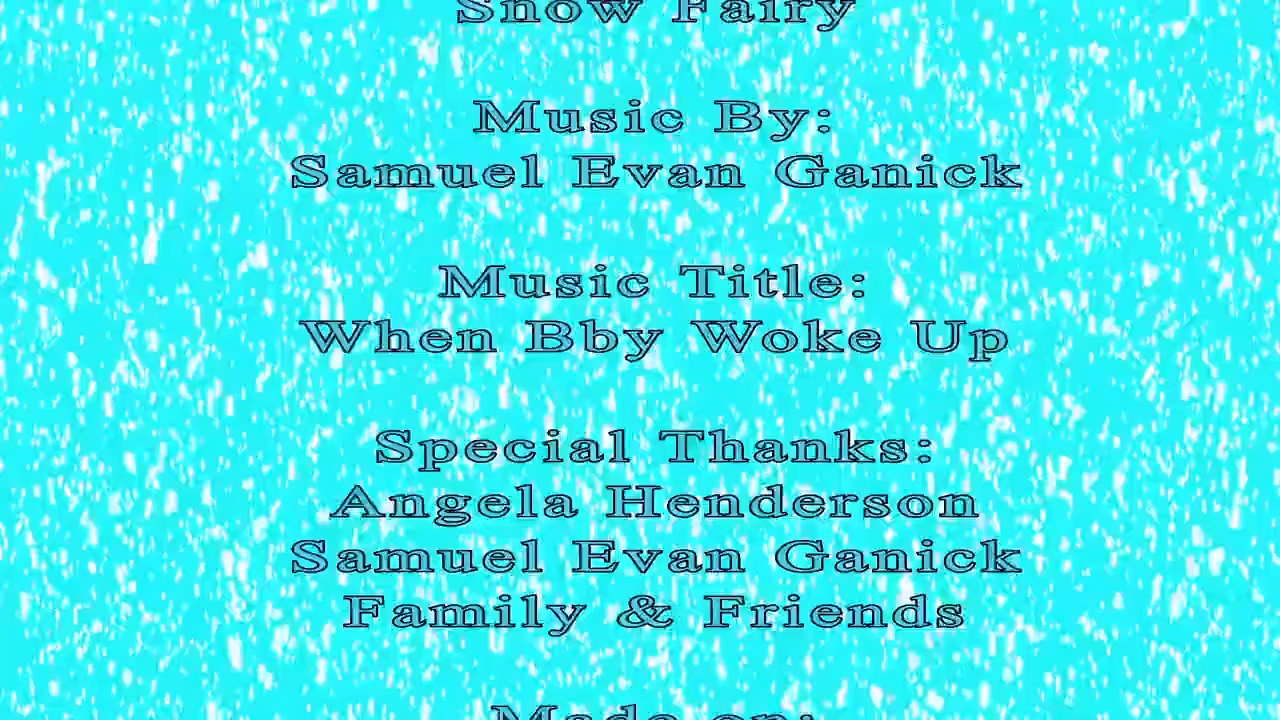 Snow Fairy
Music By:
Samuel Evan Ganick
Music Title:
When Bby Woke Up
Special Thanks:
Angela Henderson
Samuel Evan Ganick
Family & Friends
Made on: